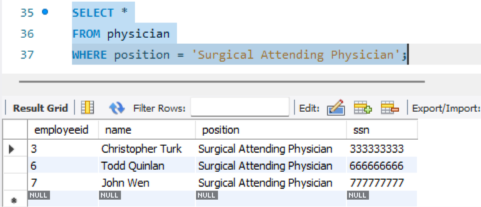 35 SELECT *
36 FROM physician
37 WHERE position = 'Surgical Attending Physician';
Result Grid Filter Rows: Edit: Export/Import:
employeeid name position ssn
3 Christopher Turk Surgical Attending Physician 333333333
6 Todd Quinlan Surgical Attending Physician 666666666
7 John Wen Surgical Attending Physician 777777777
NULL NULL NULL NULL